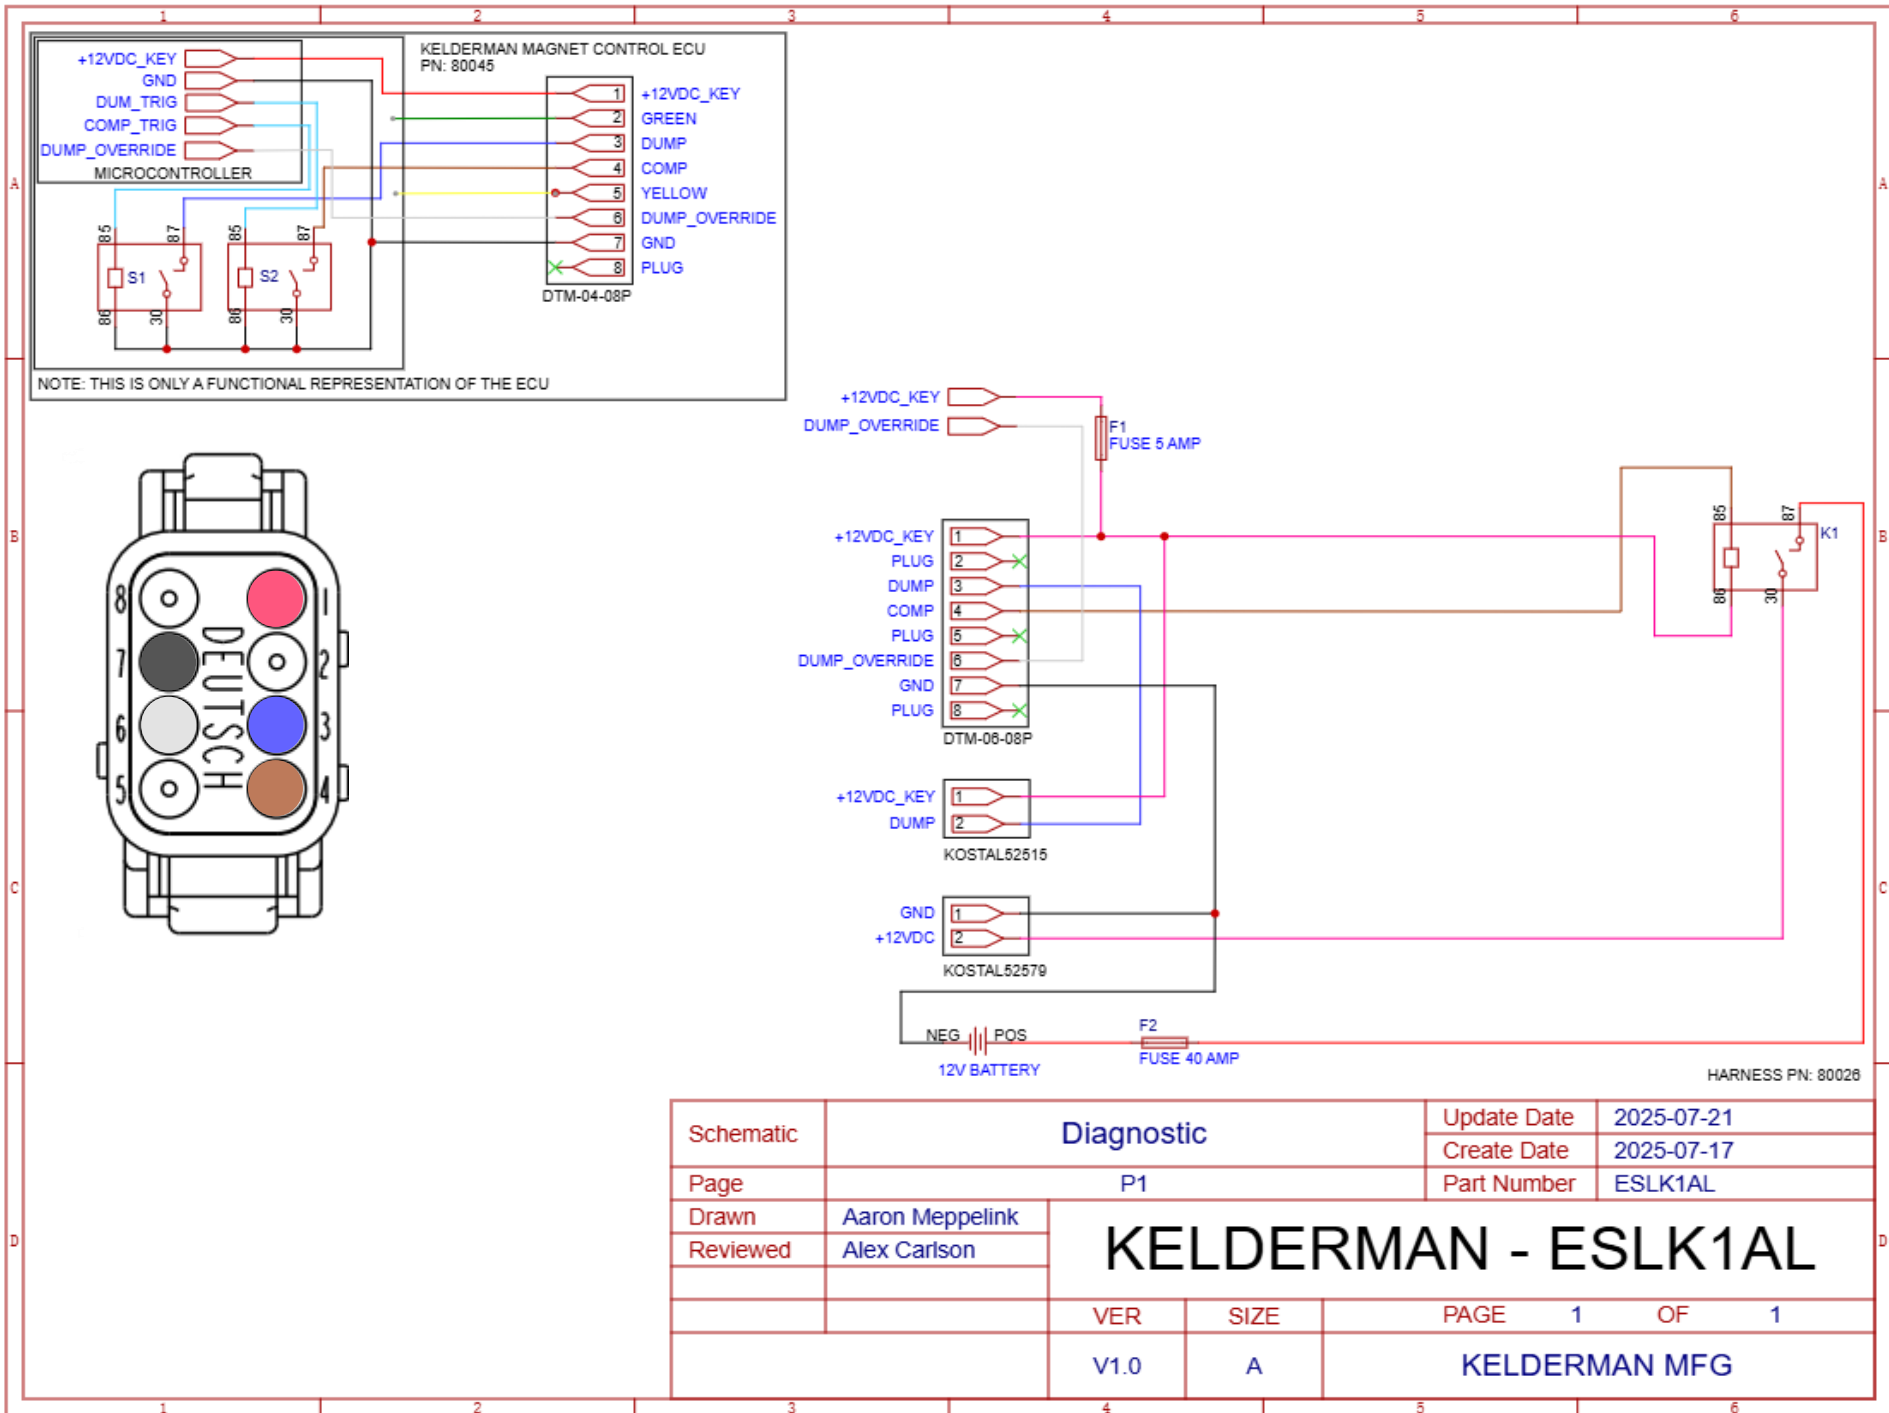 1 2 3 4 5 6
A
B
C
D
KELDERMAN MAGNET CONTROL ECU
PN: 80045
+12VDC_KEY
GND
DUM_TRIG
COMP_TRIG
DUMP_OVERRIDE
MICROCONTROLLER
1 +12VDC_KEY
2 GREEN
3 DUMP
4 COMP
5 YELLOW
6 DUMP_OVERRIDE
7 GND
8 PLUG
DTM-04-08P
85 87
S1
86 30
85 87
S2
86 30
NOTE: THIS IS ONLY A FUNCTIONAL REPRESENTATION OF THE ECU
8 1
7 2
6 3
5 4
DEUTSCH
+12VDC_KEY
DUMP_OVERRIDE
F1
FUSE 5 AMP
+12VDC_KEY 1
PLUG 2
DUMP 3
COMP 4
PLUG 5
DUMP_OVERRIDE 6
GND 7
PLUG 8
DTM-06-08P
+12VDC_KEY 1
DUMP 2
KOSTAL52515
GND 1
+12VDC 2
KOSTAL52579
85 87
K1
86 30
NEG POS
12V BATTERY
F2
FUSE 40 AMP
HARNESS PN: 80026
A
B
C
D
Schematic Diagnostic
Update Date 2025-07-21
Create Date 2025-07-17
Page P1
Part Number ESLK1AL
Drawn Aaron Meppelink
Reviewed Alex Carlson
KELDERMAN - ESLK1AL
VER SIZE PAGE 1 OF 1
V1.0 A KELDERMAN MFG
1 2 3 4 5 6